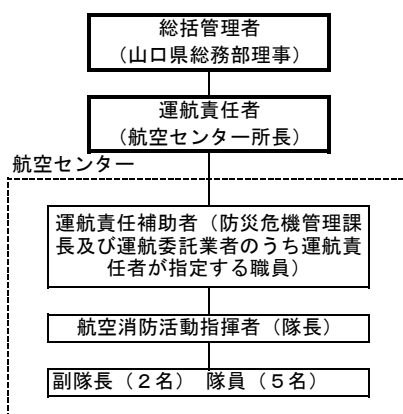 総括管理者
（山口県総務部理事）
運航責任者
（航空センター所長）
航空センター
運航責任補助者（防災危機管理課
長及び運航委託業者のうち運航責
任者が指定する職員）
航空消防活動指揮者（隊長）
副隊長（２名）　隊員（５名）